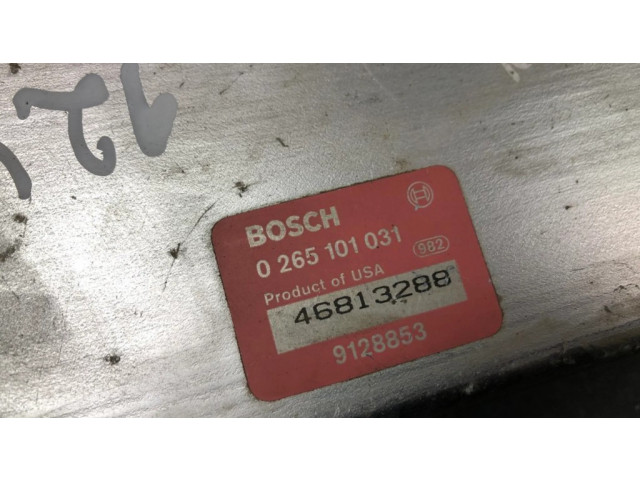 BOSCH
0 265 101 031
982
Product of USA
46813288
9128853